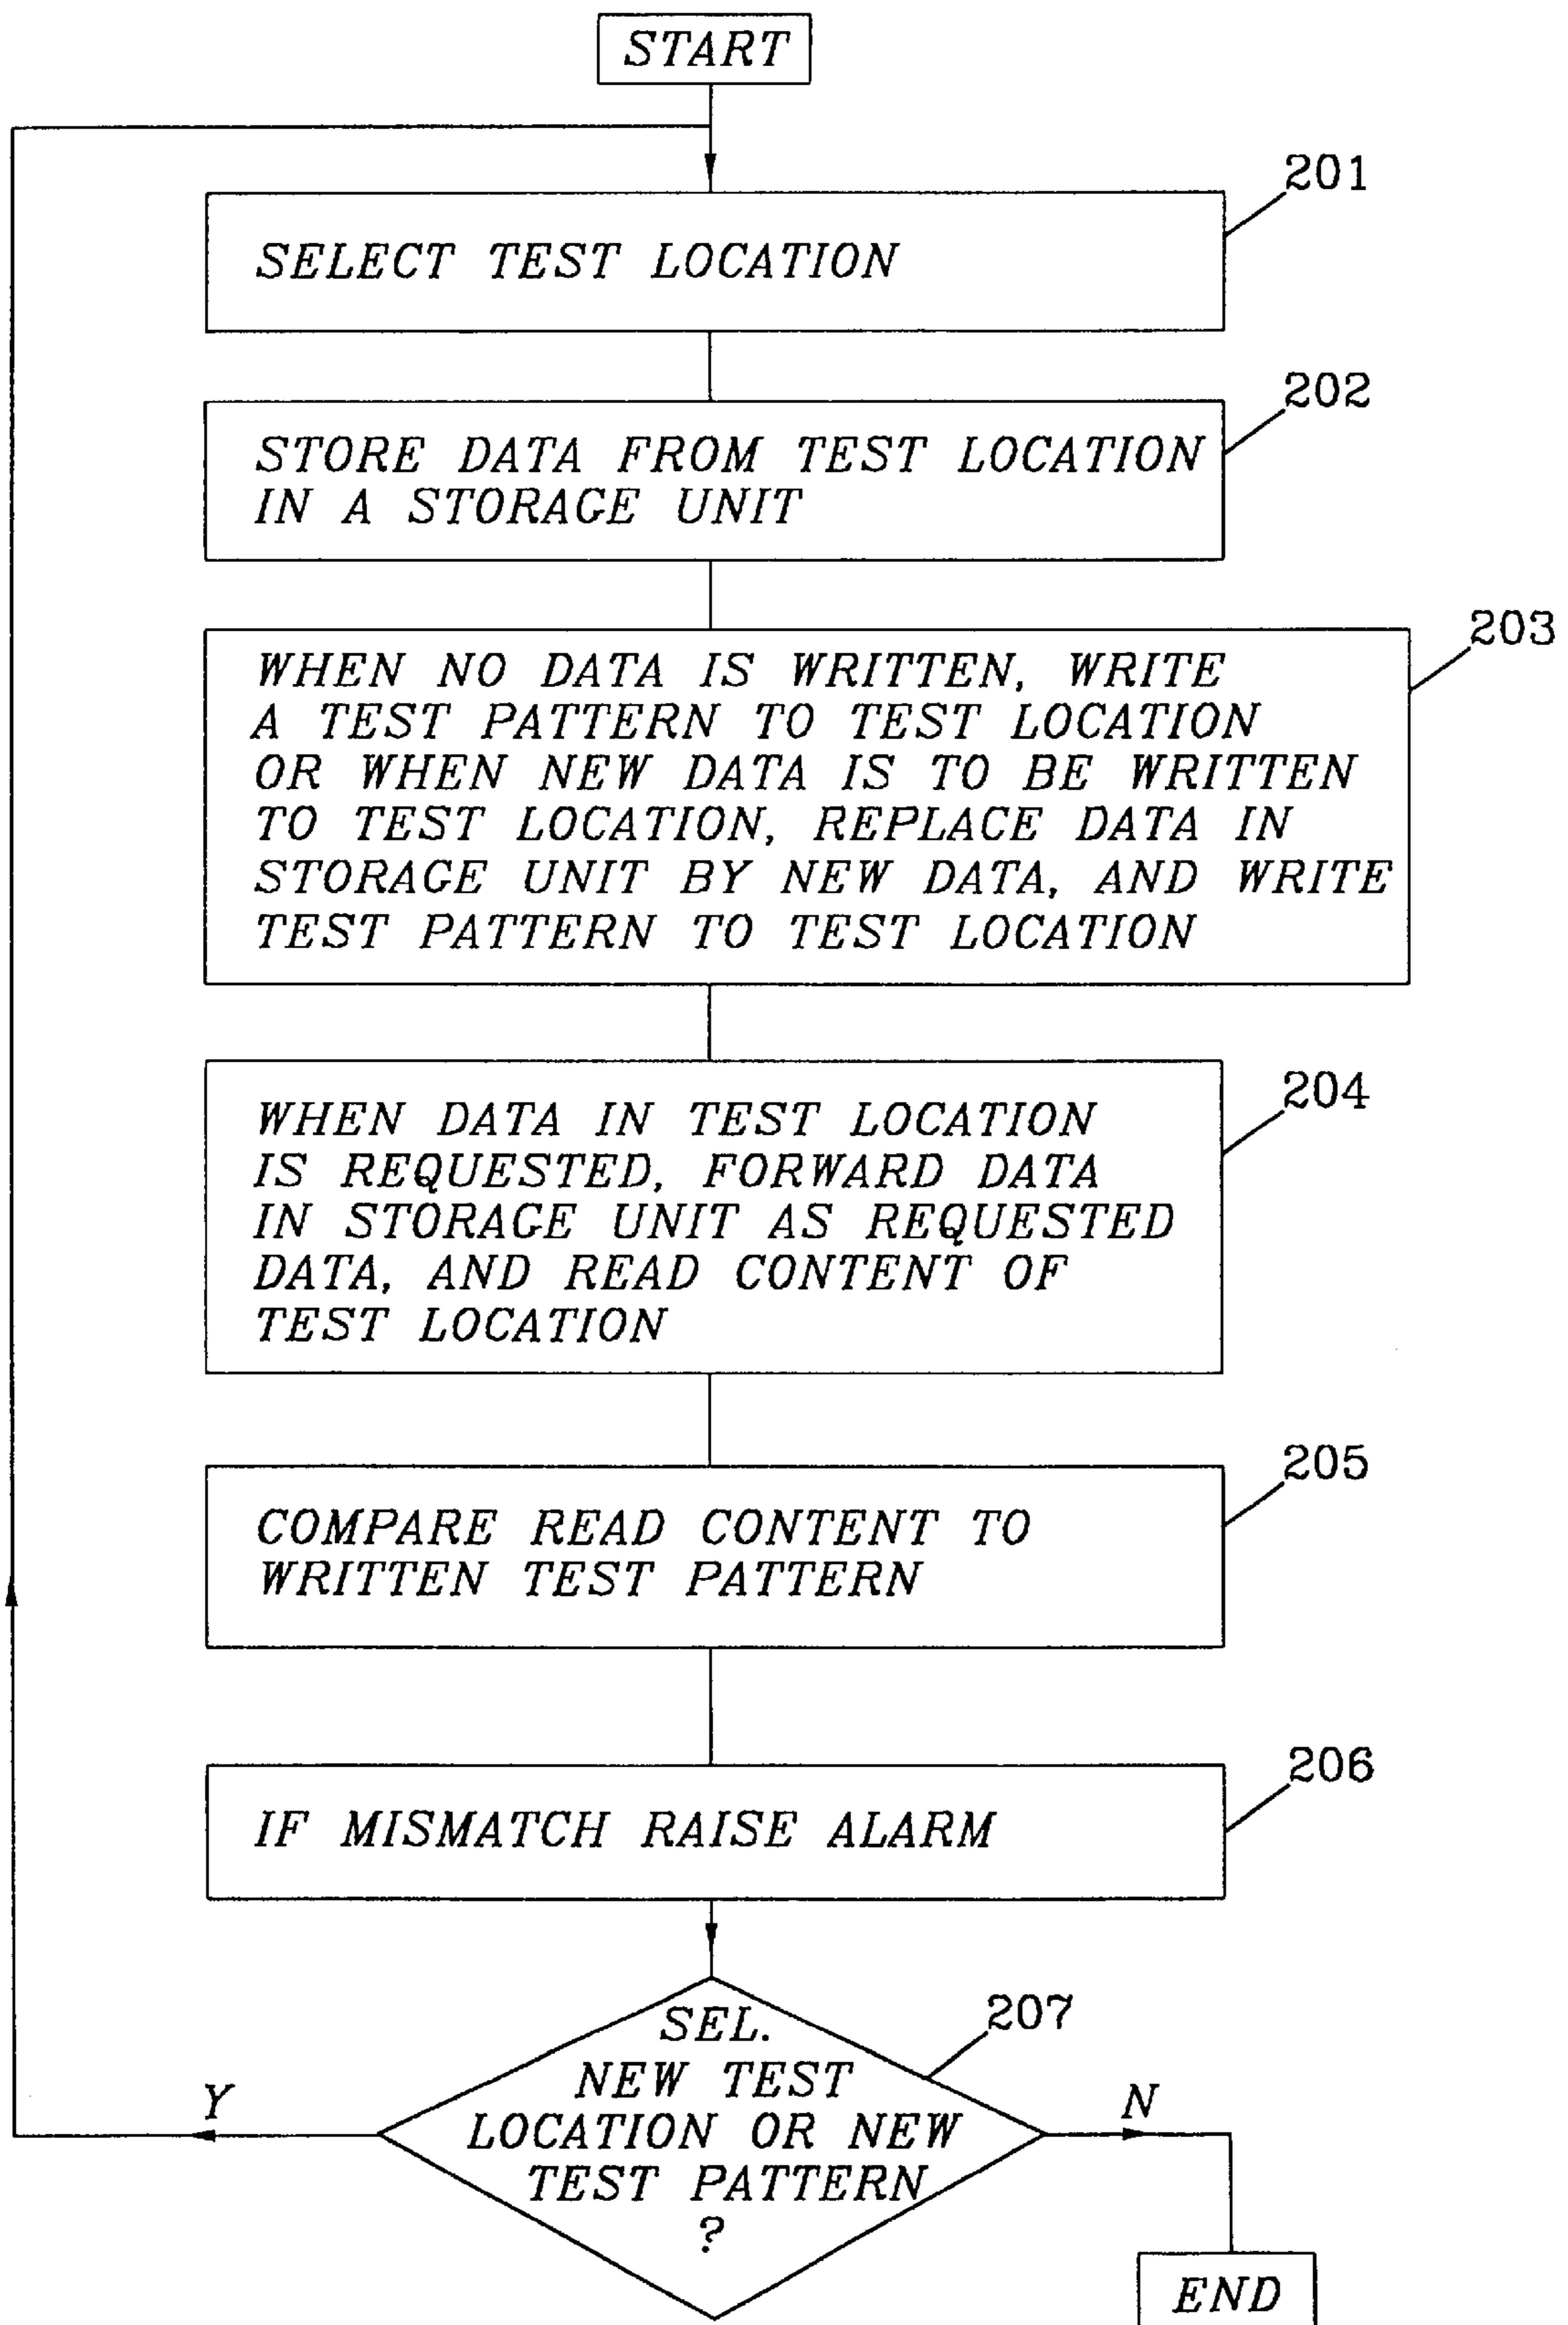 START
201
SELECT TEST LOCATION
202
STORE DATA FROM TEST LOCATION
IN A STORAGE UNIT
203
WHEN NO DATA IS WRITTEN, WRITE
A TEST PATTERN TO TEST LOCATION
OR WHEN NEW DATA IS TO BE WRITTEN
TO TEST LOCATION, REPLACE DATA IN
STORAGE UNIT BY NEW DATA, AND WRITE
TEST PATTERN TO TEST LOCATION
204
WHEN DATA IN TEST LOCATION
IS REQUESTED, FORWARD DATA
IN STORAGE UNIT AS REQUESTED
DATA, AND READ CONTENT OF
TEST LOCATION
205
COMPARE READ CONTENT TO
WRITTEN TEST PATTERN
206
IF MISMATCH RAISE ALARM
207
SEL.
NEW TEST
LOCATION OR NEW
TEST PATTERN
?
Y
N
END